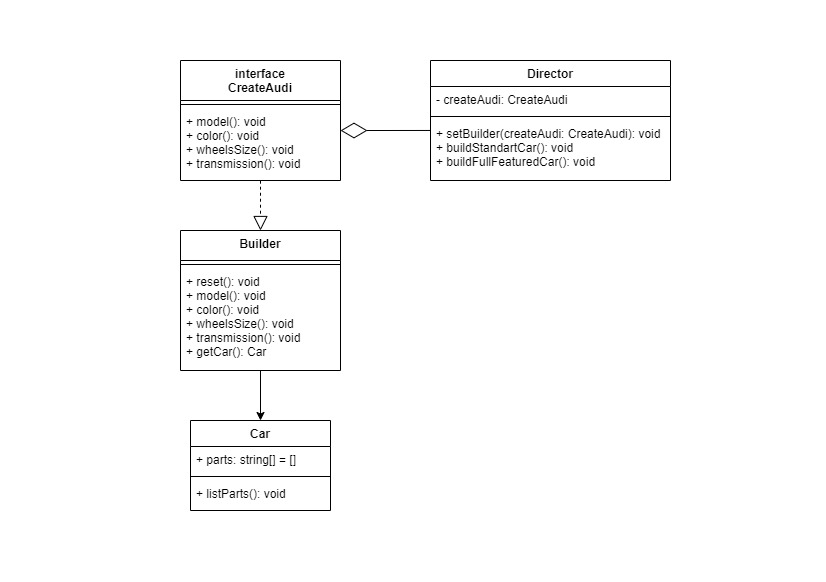 interface
CreateAudi
+ model(): void
+ color(): void
+ wheelsSize(): void
+ transmission(): void
Director
- createAudi: CreateAudi
+ setBuilder(createAudi: CreateAudi): void
+ buildStandartCar(): void
+ buildFullFeaturedCar(): void
Builder
+ reset(): void
+ model(): void
+ color(): void
+ wheelsSize(): void
+ transmission(): void
+ getCar(): Car
Car
+ parts: string[] = []
+ listParts(): void